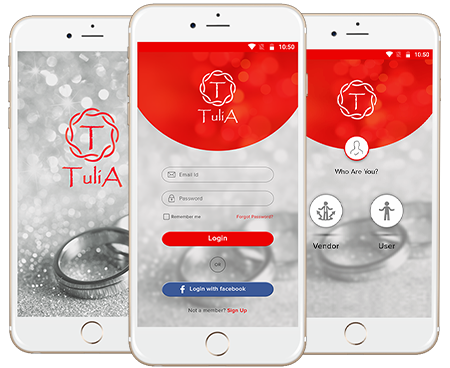 T
TuliA
10:50
T
TuliA
Email Id
Password
Remember me
Forgot Password?
Login
OR
f Login with facebook
Not a member? Sign Up
10:50
T
Who Are You?
Vendor
User